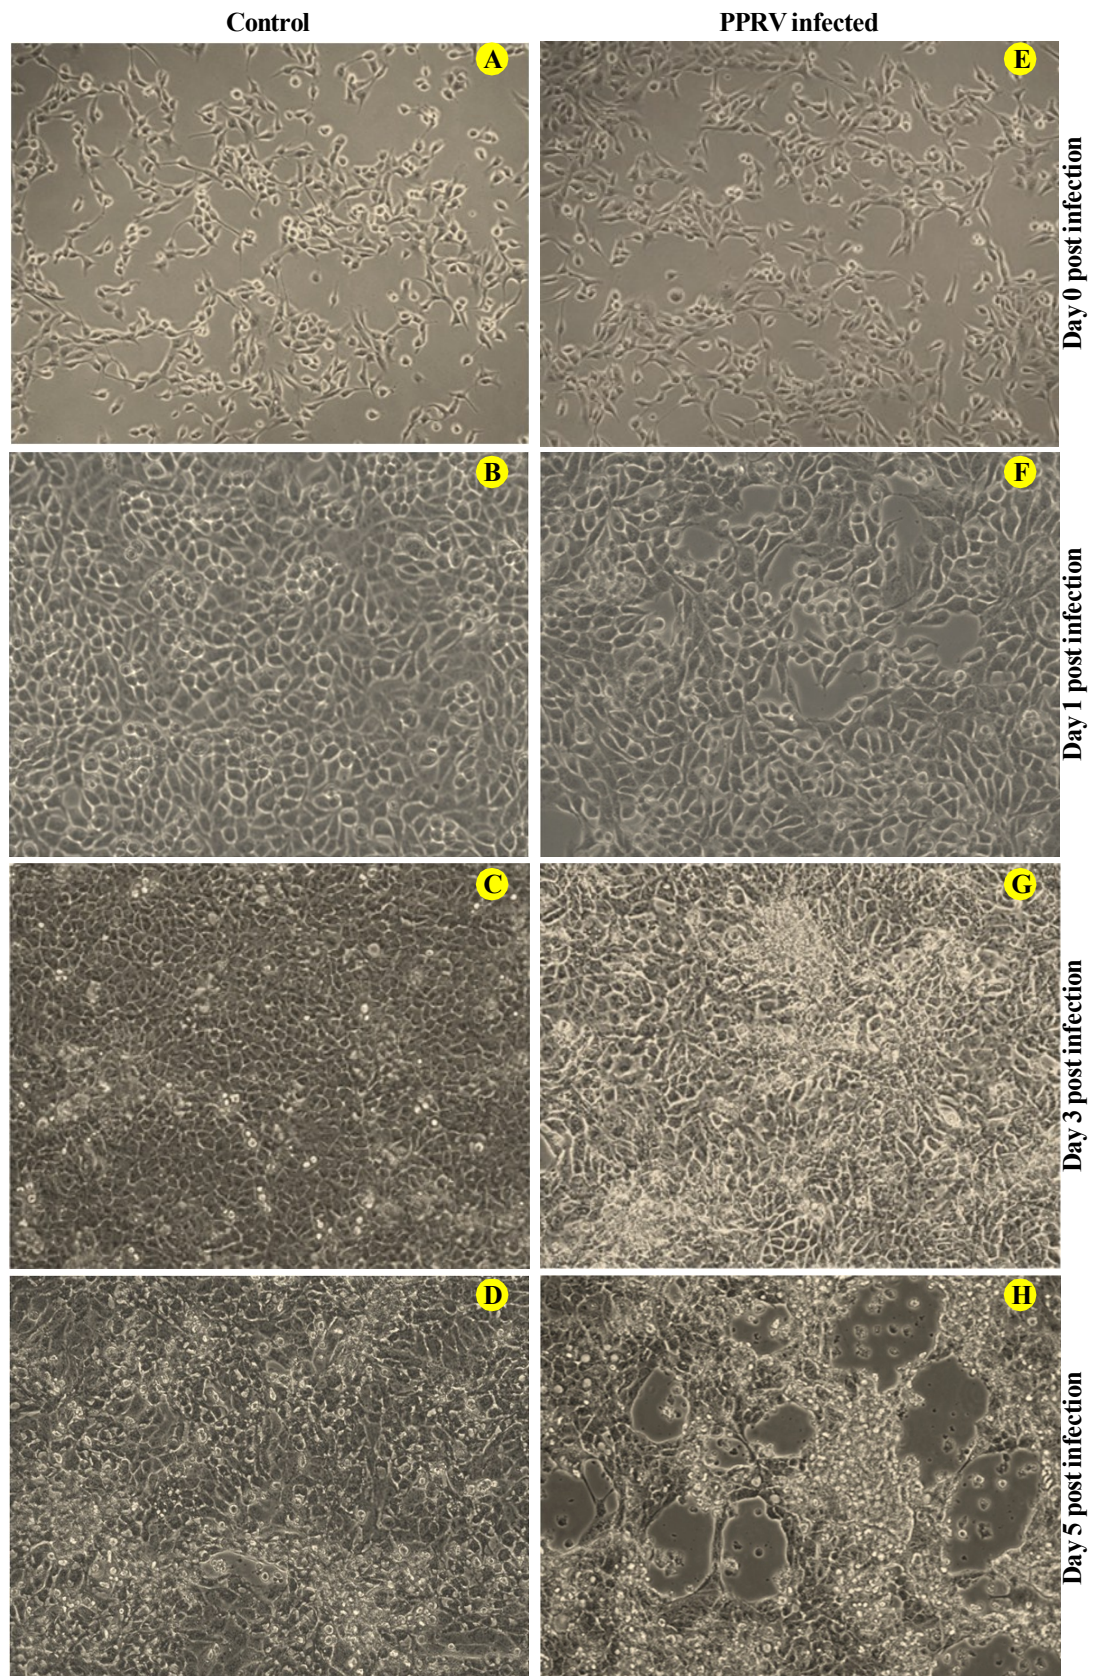 Control
PPRV infected
A
E
Day 0 post infection
B
F
Day 1 post infection
C
G
Day 3 post infection
D
H
Day 5 post infection